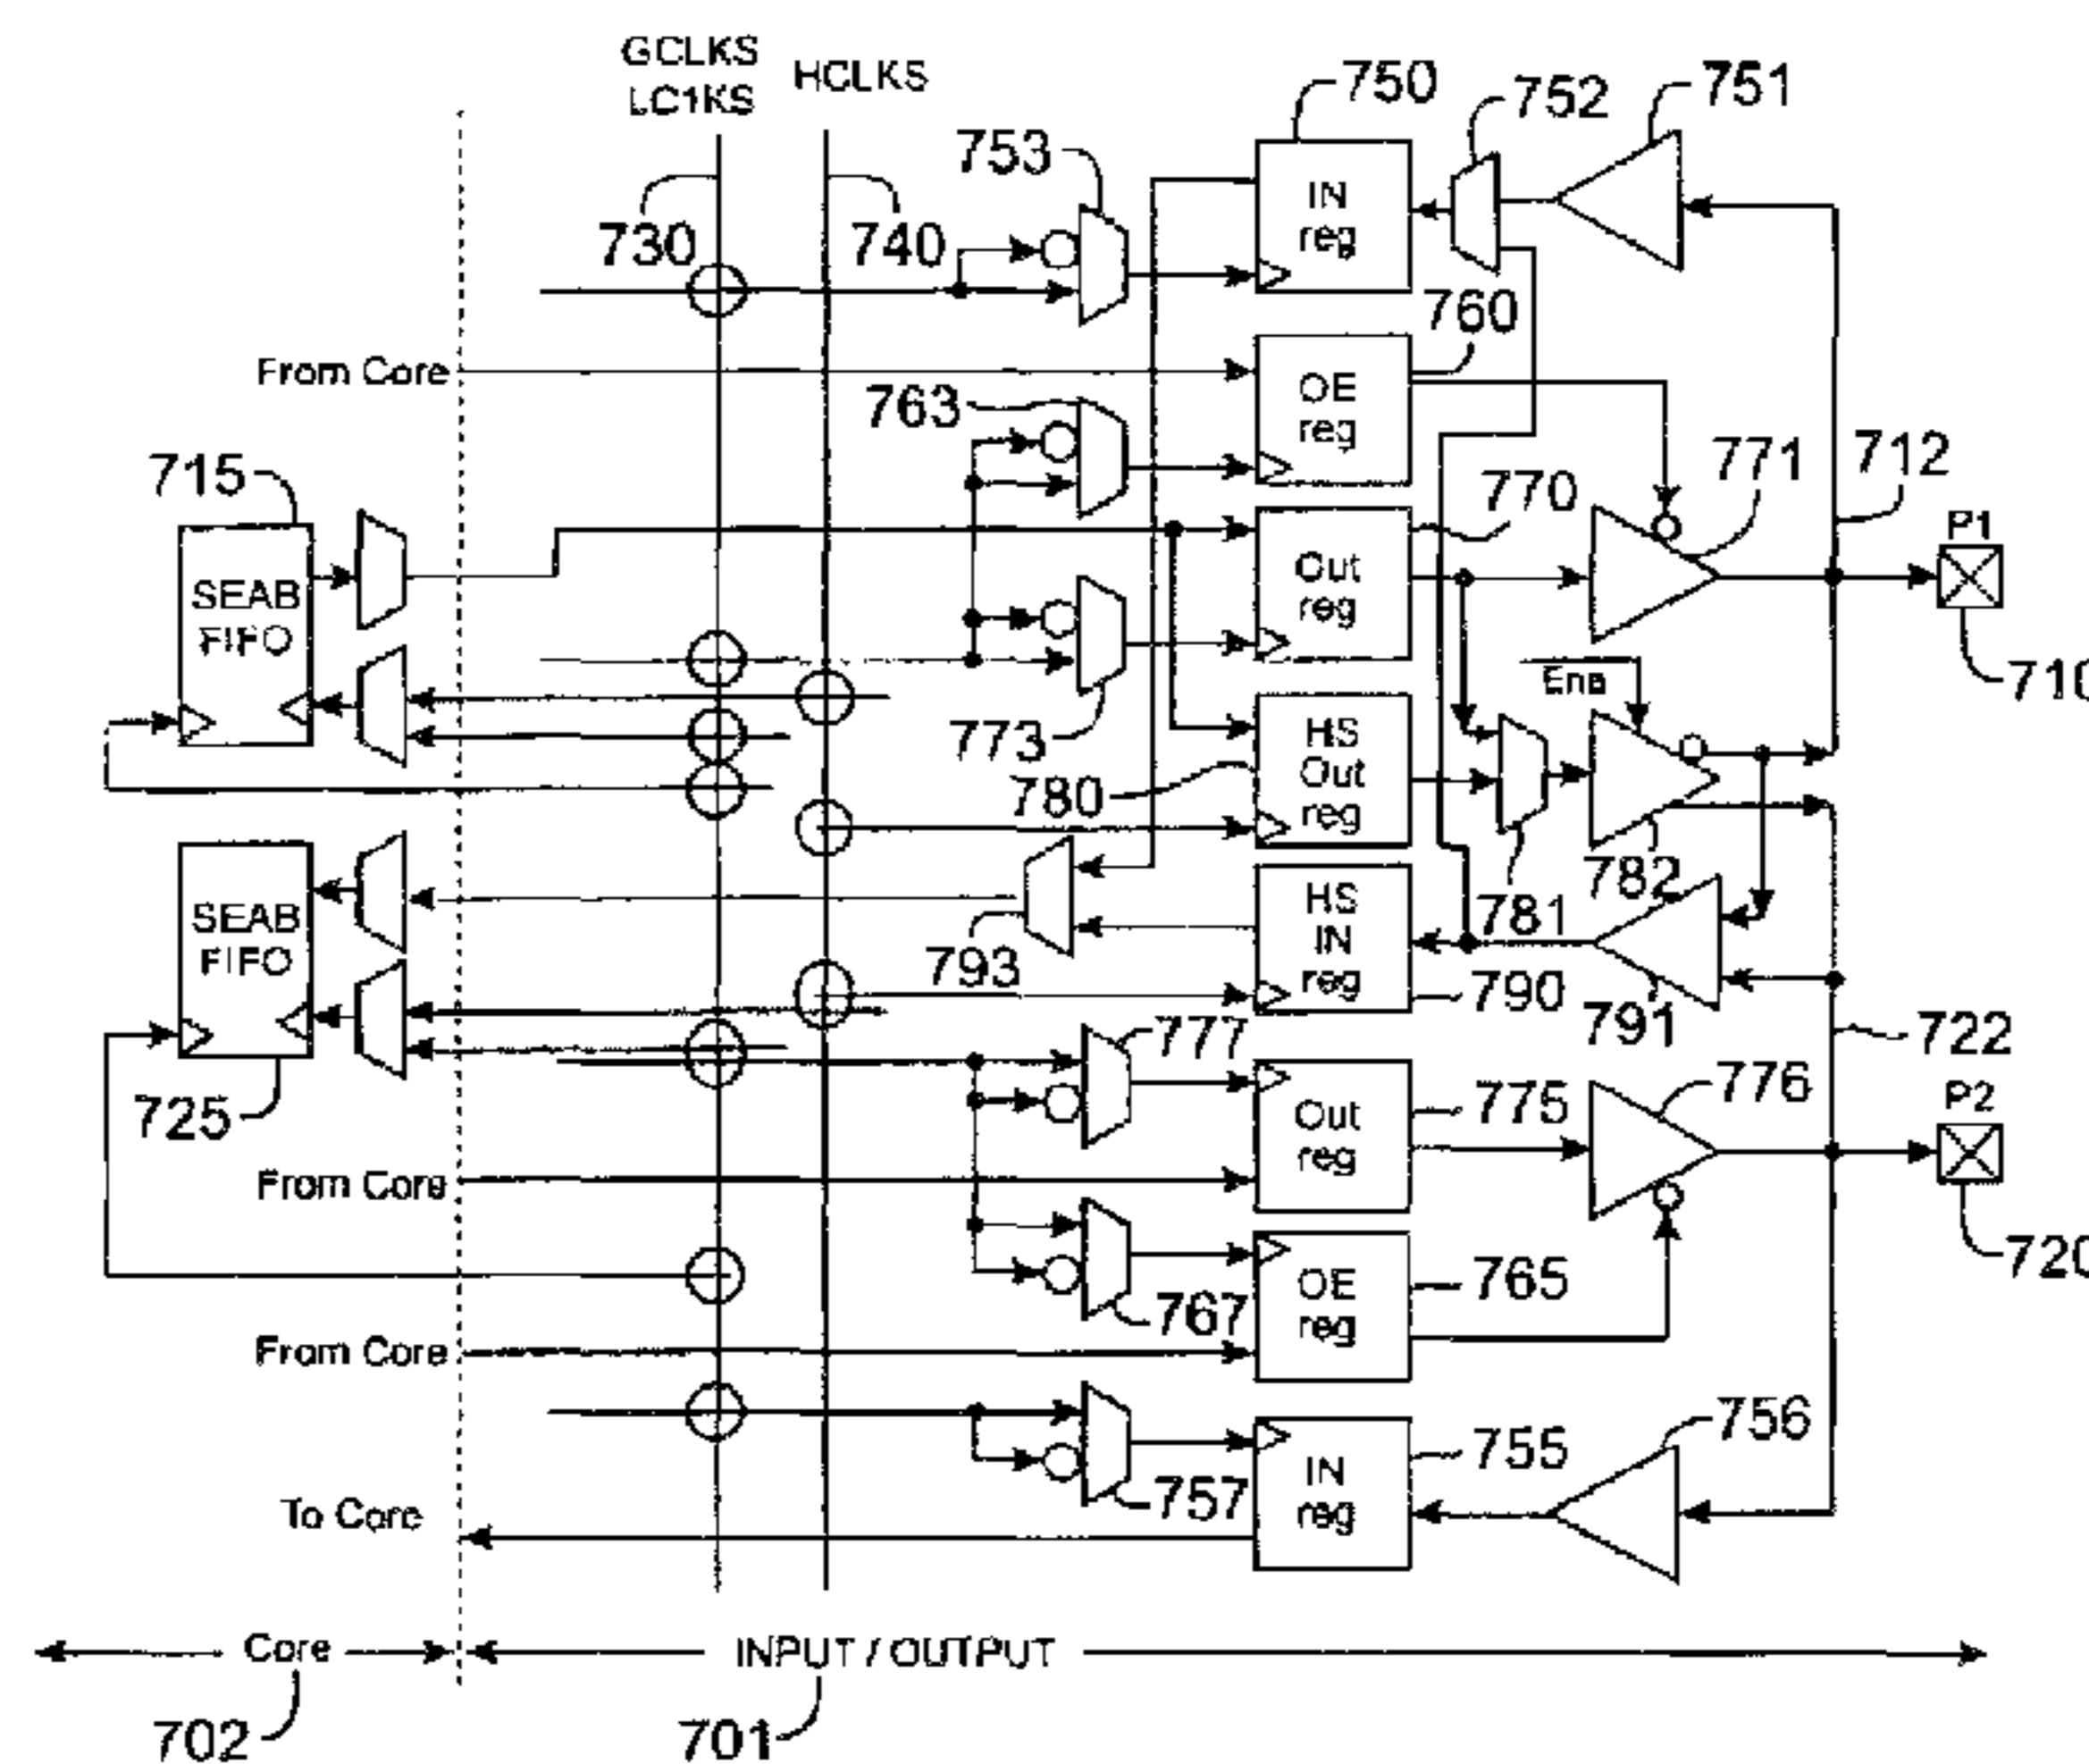 GCLKS
LC1KS
HCLKS
750
752
751
753
730
740
IN
reg
760
From Core
763
OE
reg
771
712
715
770
P1
SEAB
FIFO
Out
reg
710
Ena
773
780
HS
Out
reg
782
781
SEAB
FIFO
793
HS
IN
reg
790
791
777
722
725
Out
reg
775
776
P2
From Core
720
767
OE
reg
765
From Core
757
IN
reg
755
756
To Core
Core
INPUT / OUTPUT
702
701